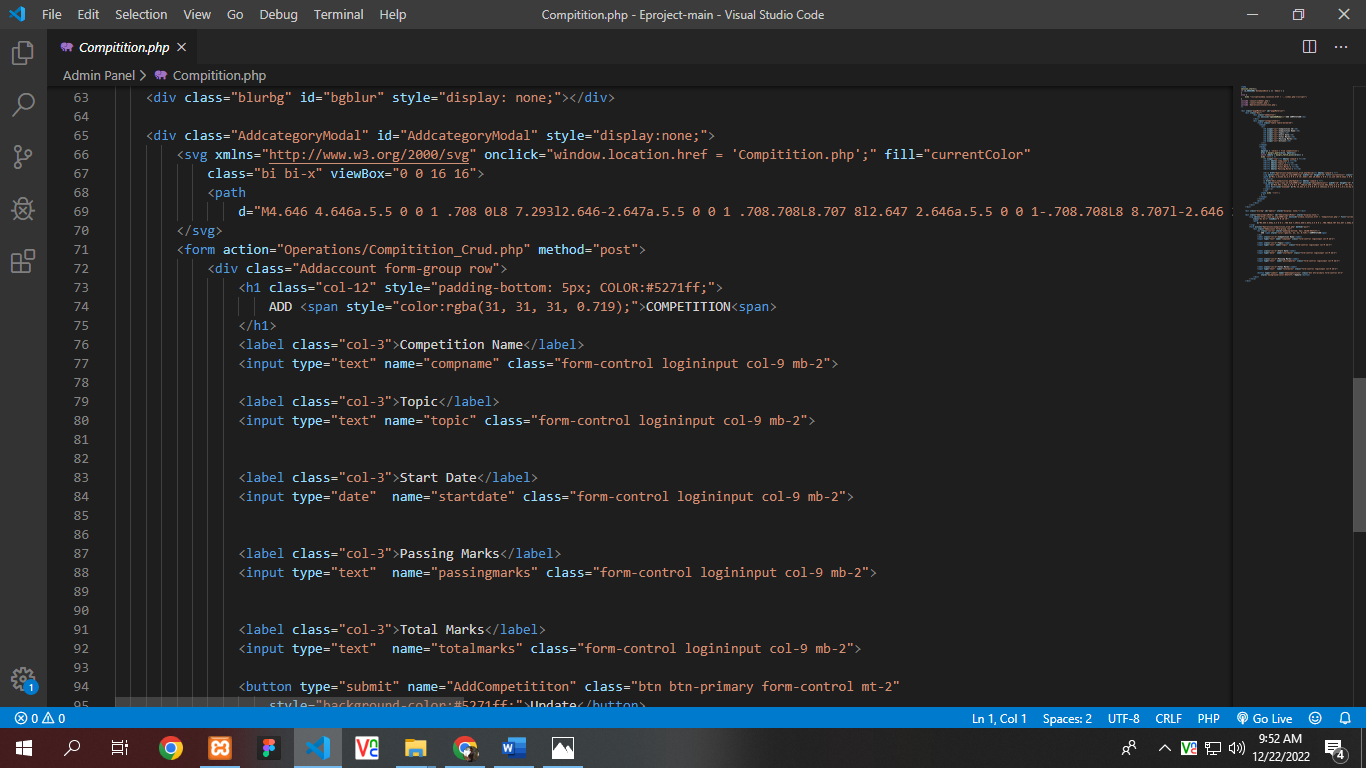 File Edit Selection View Go Debug Terminal Help Compitition.php - Eproject-main - Visual Studio Code
Compitition.php
Admin Panel Compitition.php
63 <div class="blurbg" id="bgblur" style="display: none;"></div>
64
65 <div class="AddcategoryModal" id="AddcategoryModal" style="display:none;">
66 <svg xmlns="http://www.w3.org/2000/svg" onclick="window.location.href = 'Compitition.php';" fill="currentColor"
67 class="bi bi-x" viewBox="0 0 16 16">
68 <path
69 d="M4.646 4.646a.5.5 0 0 1 .708 0L8 7.293l2.646-2.647a.5.5 0 0 1 .708.708L8.707 8l2.647 2.646a.5.5 0 0 1-.708.708L8 8.707l-2.646
70 </svg>
71 <form action="Operations/Compitition_Crud.php" method="post">
72 <div class="Addaccount form-group row">
73 <h1 class="col-12" style="padding-bottom: 5px; COLOR:#5271ff;">
74 ADD <span style="color:rgba(31, 31, 31, 0.719);">COMPETITION<span>
75 </h1>
76 <label class="col-3">Competition Name</label>
77 <input type="text" name="compname" class="form-control logininput col-9 mb-2">
78
79 <label class="col-3">Topic</label>
80 <input type="text" name="topic" class="form-control logininput col-9 mb-2">
81
82
83 <label class="col-3">Start Date</label>
84 <input type="date"  name="startdate" class="form-control logininput col-9 mb-2">
85
86
87 <label class="col-3">Passing Marks</label>
88 <input type="text"  name="passingmarks" class="form-control logininput col-9 mb-2">
89
90
91 <label class="col-3">Total Marks</label>
92 <input type="text"  name="totalmarks" class="form-control logininput col-9 mb-2">
93
94 <button type="submit" name="AddCompetititon" class="btn btn-primary form-control mt-2"
95 style="background-color:#5271ff;">Update</button>
0 0 Ln 1, Col 1 Spaces: 2 UTF-8 CRLF PHP Go Live
1
9:52 AM
12/22/2022
4